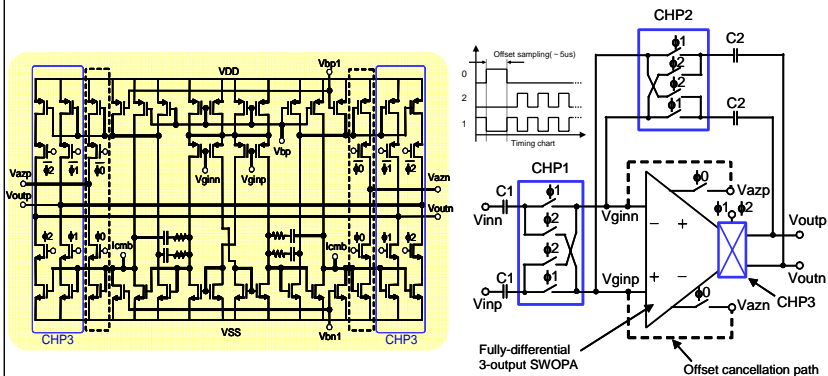 Vbp1
VDD
Vbp
Vginn
Vginp
Vazp
Voutp
Vazn
Voutn
ϕ2
ϕ1
ϕ0
ϕ0
ϕ1
ϕ2
ϕ2
ϕ1
ϕ0
Icmb
Icmb
ϕ0
ϕ1
ϕ2
VSS
Vbn1
CHP3
CHP3
Offset sampling(~5us)
0
2
1
Timing chart
CHP2
ϕ1
ϕ2
ϕ2
ϕ1
C2
C2
CHP1
C1
Vinn
ϕ1
ϕ2
ϕ2
C1
Vinp
ϕ1
Vginn
Vginp
ϕ0
Vazp
ϕ1
ϕ2
Voutp
Voutn
ϕ0
Vazn
CHP3
Fully-differential
3-output SWOPA
Offset cancellation path
− +
+ −